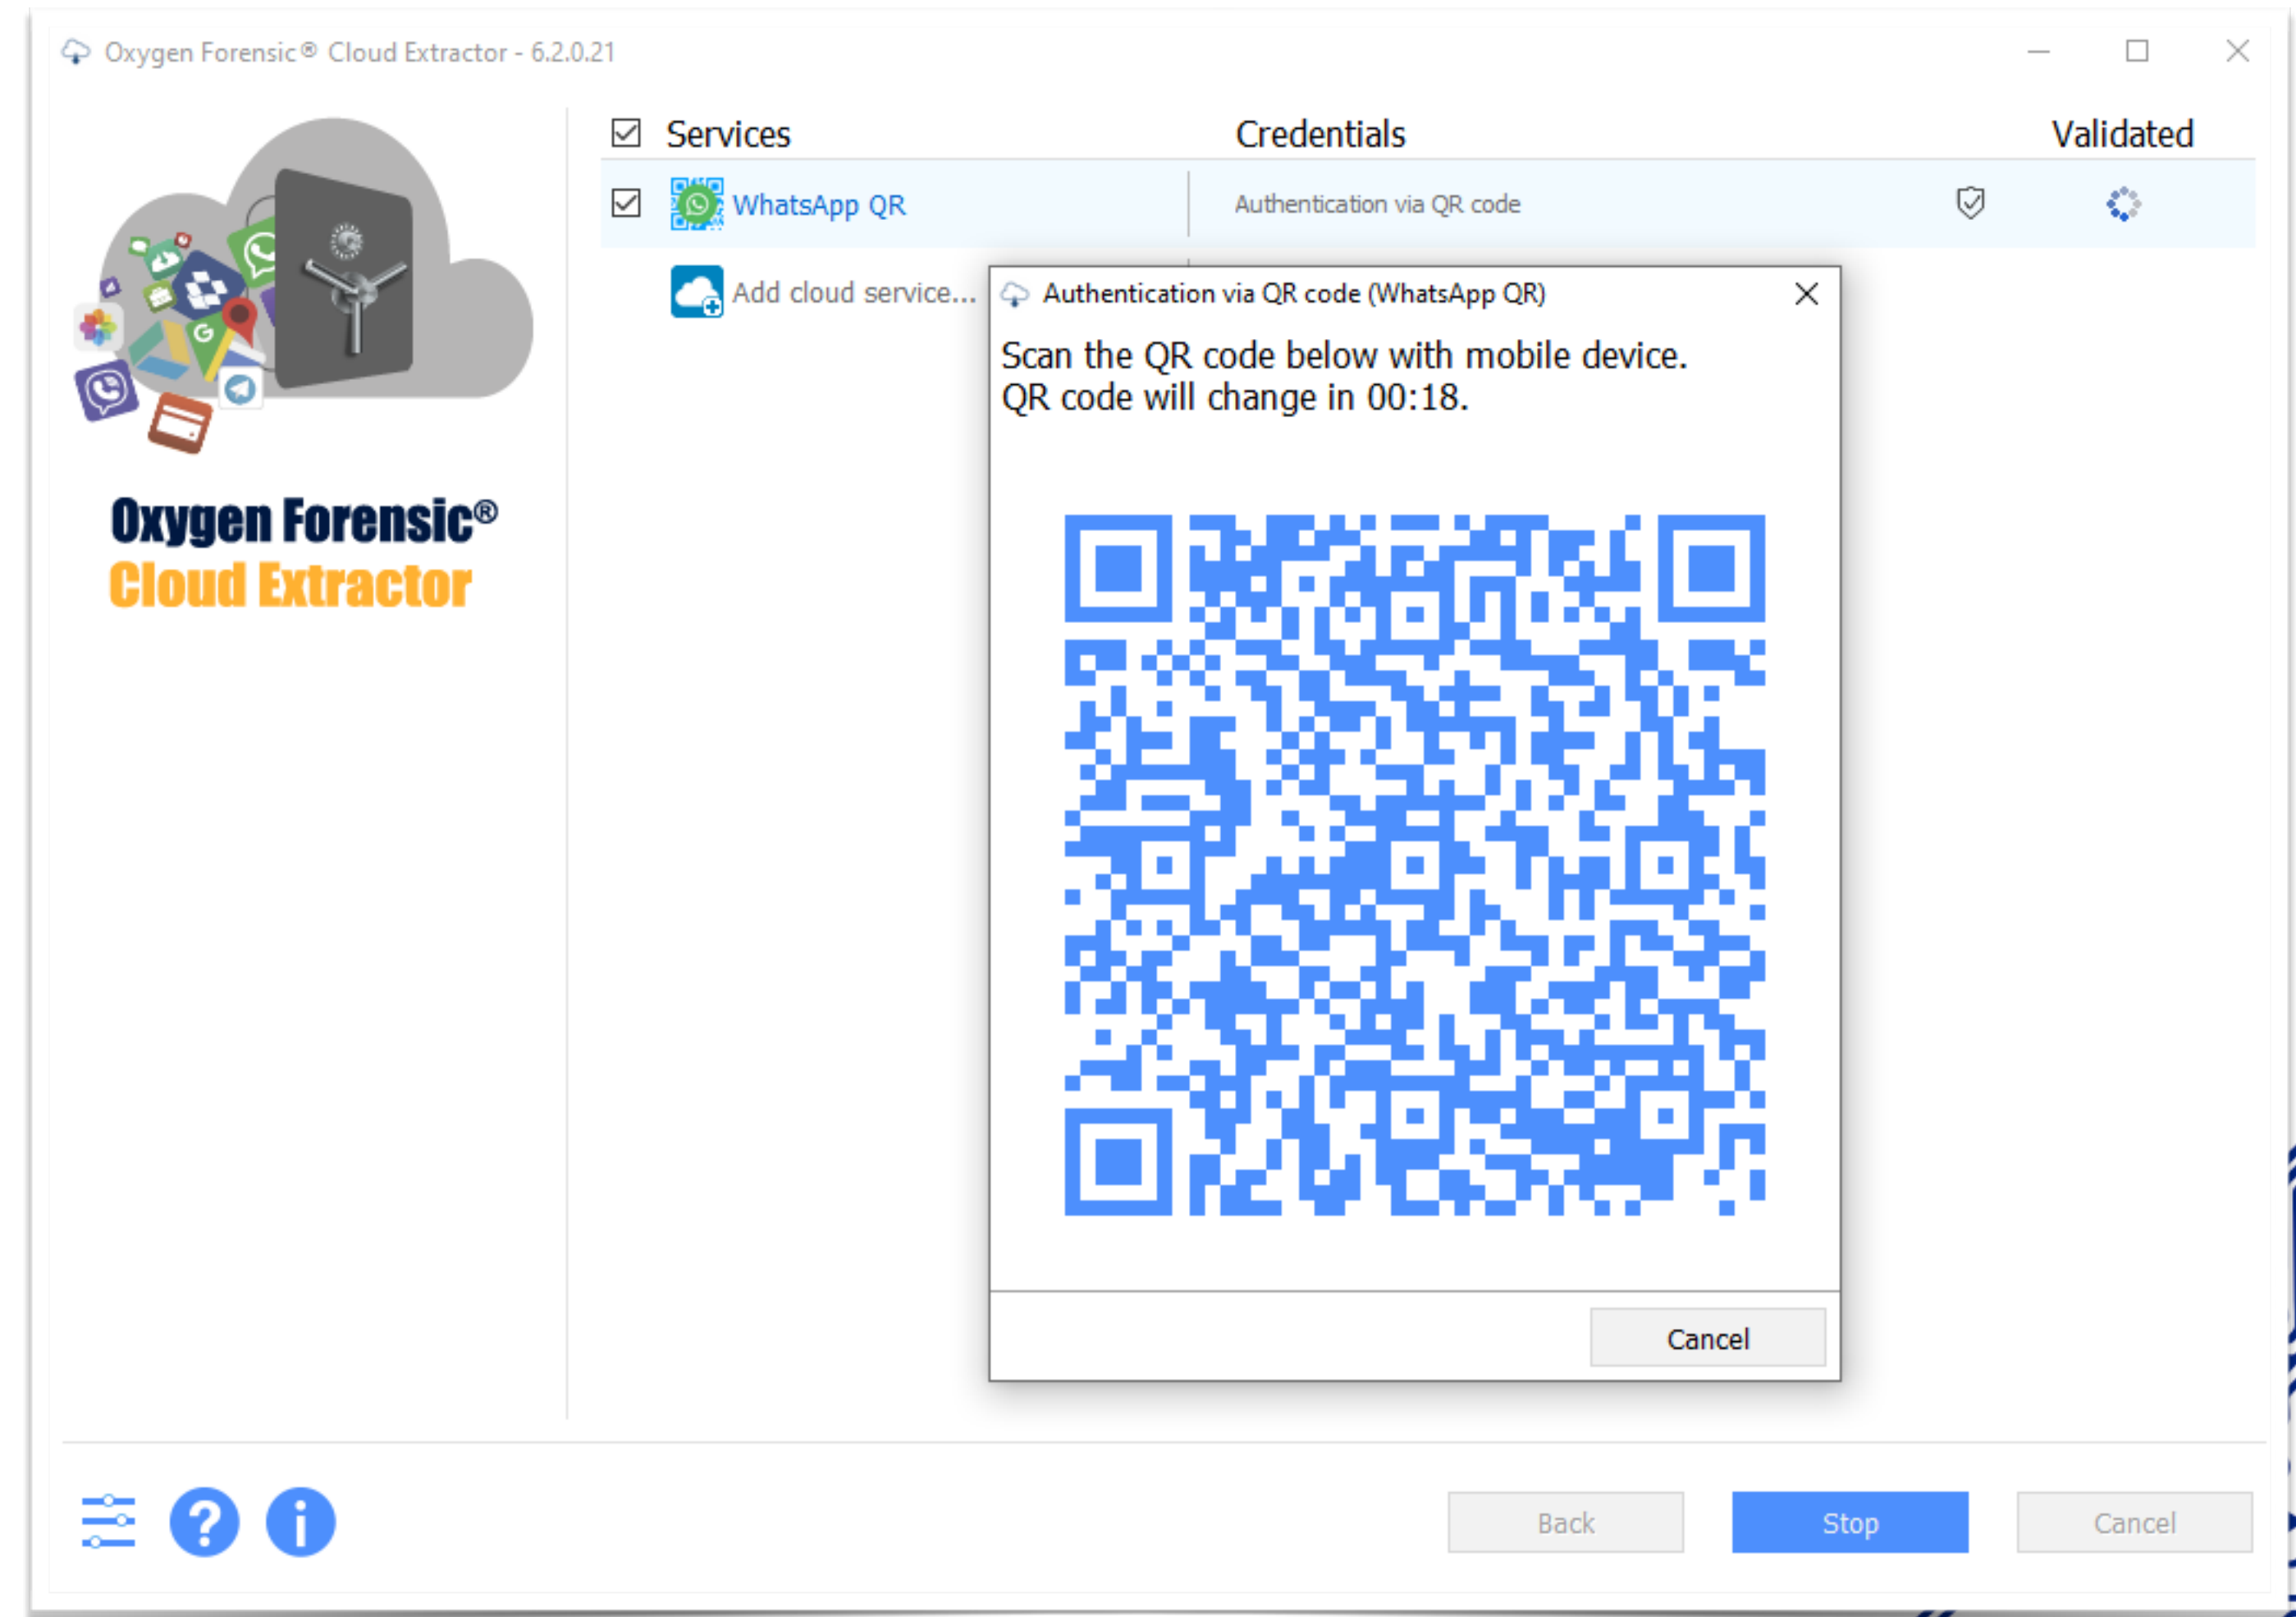 Oxygen Forensic® Cloud Extractor - 6.2.0.21
Services Credentials Validated
WhatsApp QR Authentication via QR code
Add cloud service...
Authentication via QR code (WhatsApp QR)
Scan the QR code below with mobile device.
QR code will change in 00:18.
Oxygen Forensic®
Cloud Extractor
Cancel
Back Stop Cancel